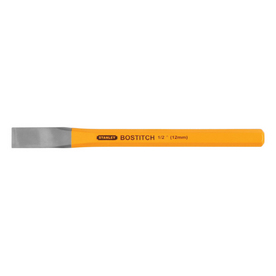 STANLEY BOSTITCH 1/2" (12mm)